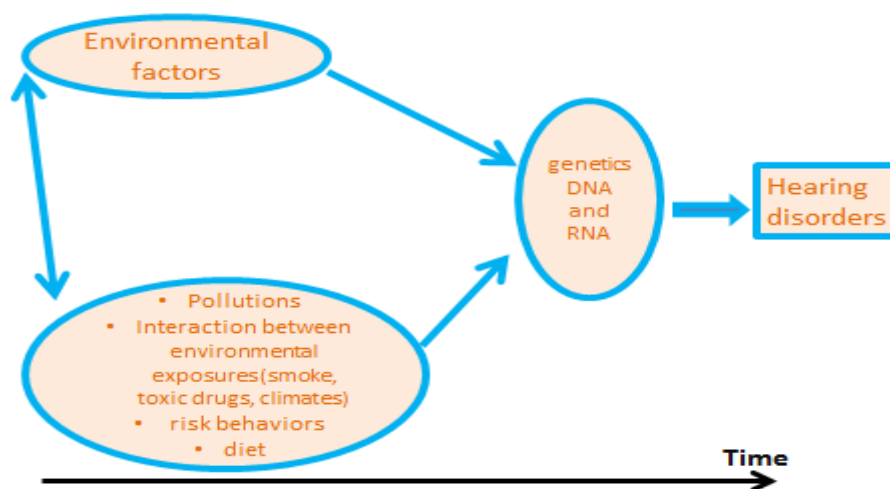 Environmental
factors
genetics
DNA
and
RNA
Hearing
disorders
• Pollutions
• Interaction between
environmental
exposures(smoke,
toxic drugs, climates)
• risk behaviors
• diet
Time